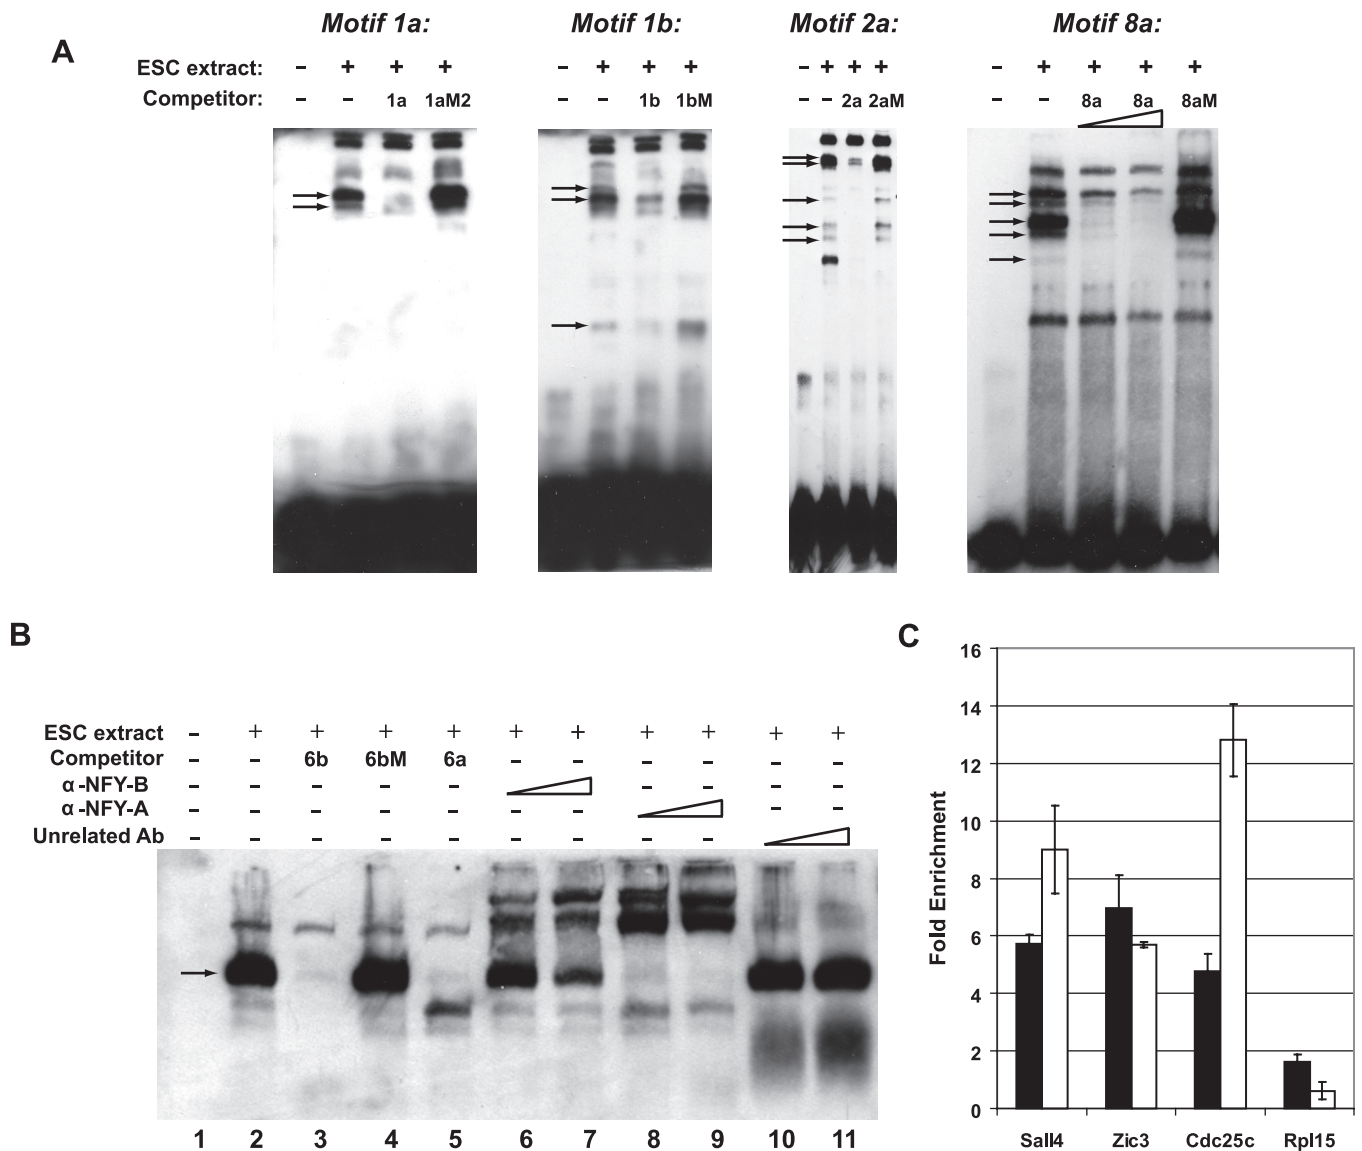 Motif 1a: Motif 1b: Motif 2a: Motif 8a:
A
ESC extract: – + + + – + + + – + + + – + + + +
Competitor: – – 1a 1aM2 – – 1b 1bM – – 2a 2aM – – 8a 8a 8aM
B
ESC extract – + + + + + + + + + +
Competitor – – 6b 6bM 6a – – – – – –
α-NFY-B – – – – – – – – –
α-NFY-A – – – – – – – – –
Unrelated Ab – – – – – – – – –
1 2 3 4 5 6 7 8 9 10 11
C
Fold Enrichment
16
14
12
10
8
6
4
2
0
Sall4 Zic3 Cdc25c Rpl15